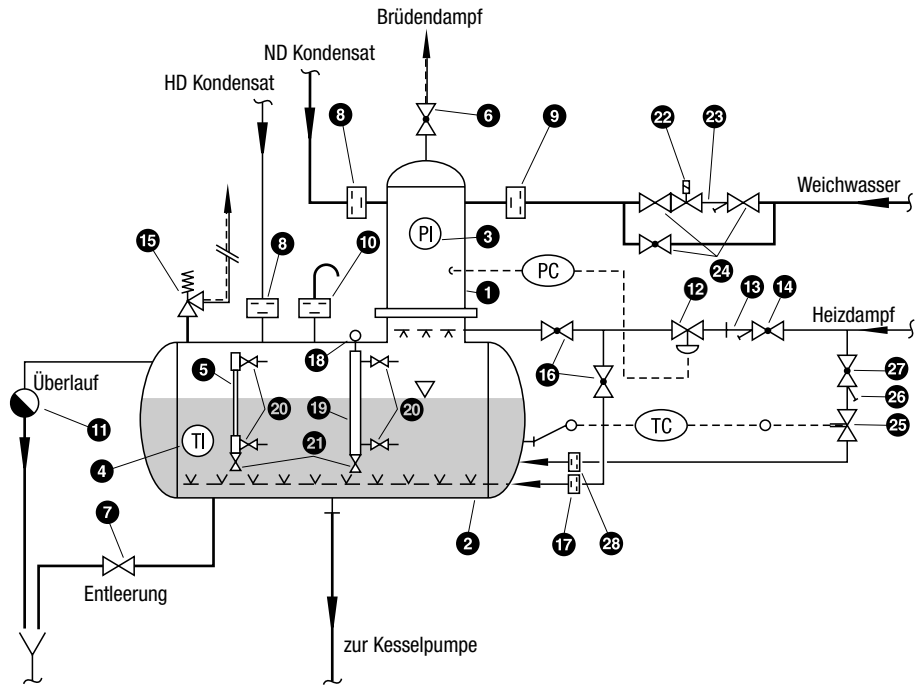 Brüdendampf
ND Kondensat
HD Kondensat
8
6
9
22
23
Weichwasser
15
8
10
PI
3
24
PC
1
12
13
14
Heizdampf
18
16
27
5
26
Überlauf
20
19
20
11
TI
TC
25
4
21
7
2
17
28
Entleerung
zur Kesselpumpe